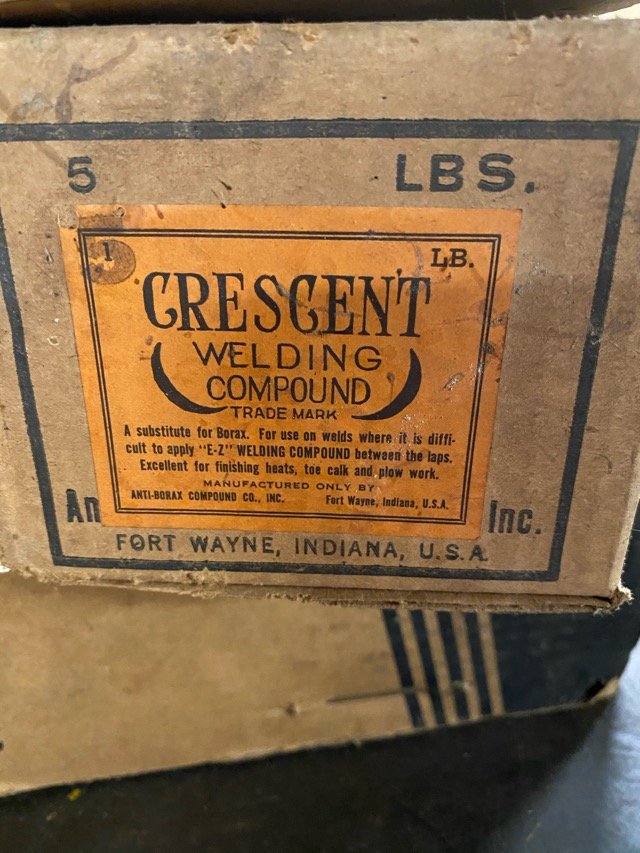 5 LBS.
1 LB.
CRESCENT
WELDING
COMPOUND
TRADE MARK
A substitute for Borax. For use on welds where it is diffi-
cult to apply "E-Z" WELDING COMPOUND between the laps.
Excellent for finishing heats, toe calk and plow work.
MANUFACTURED ONLY BY
ANTI-BORAX COMPOUND CO., INC. Fort Wayne, Indiana, U.S.A.
An Inc.
FORT WAYNE, INDIANA, U.S.A.